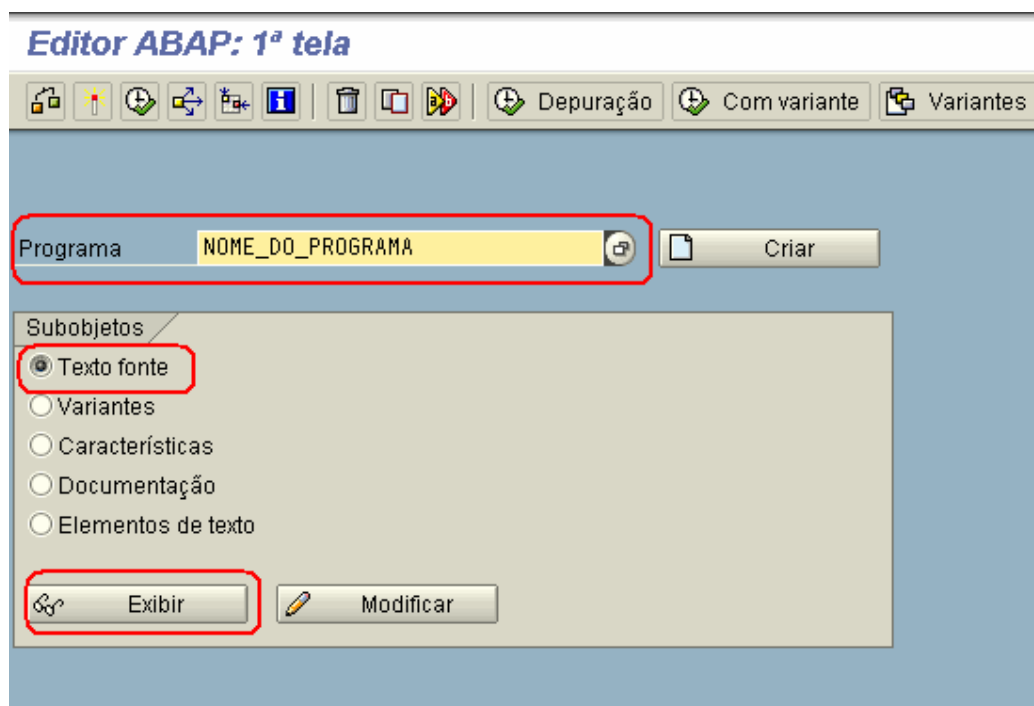 Editor ABAP: 1ª tela
Depuração Com variante Variantes
Programa NOME_DO_PROGRAMA Criar
Subobjetos
Texto fonte
Variantes
Características
Documentação
Elementos de texto
Exibir Modificar